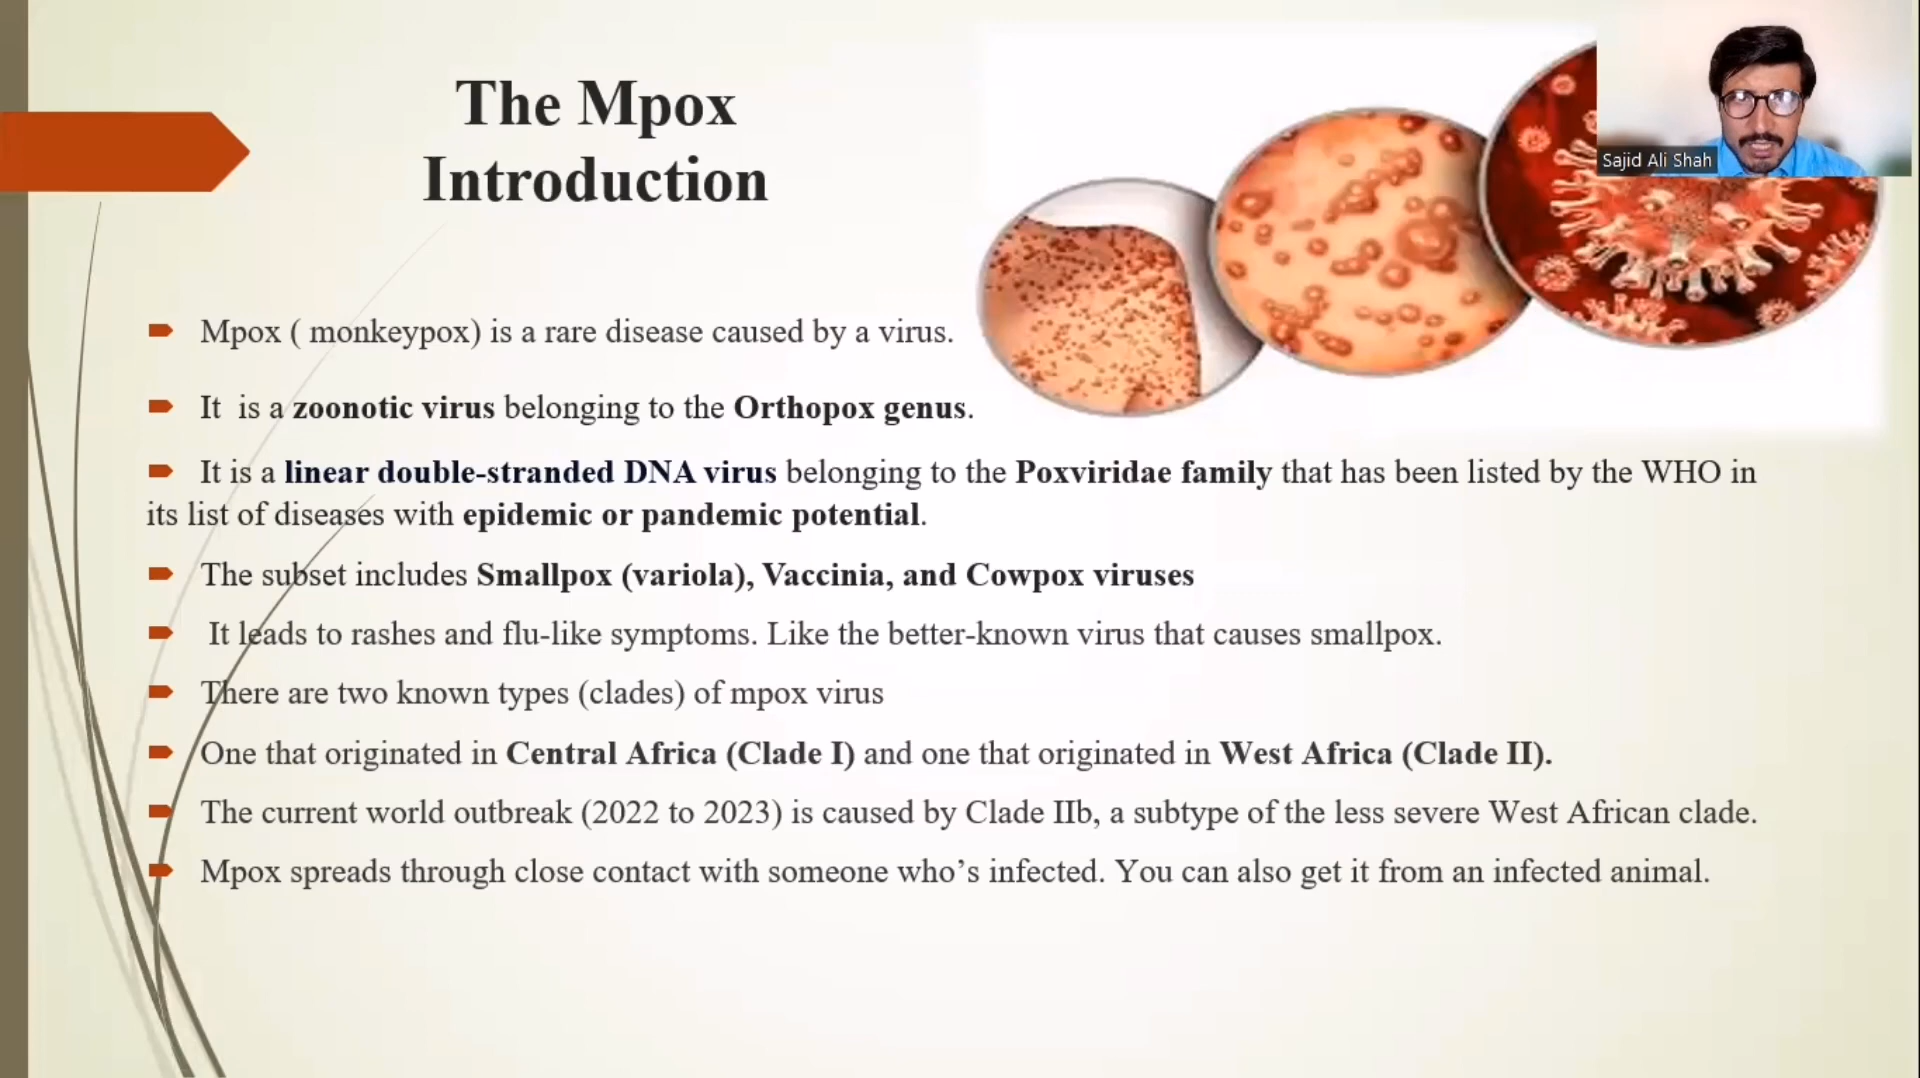 The Mpox
Introduction
Sajid Ali Shah
Mpox ( monkeypox) is a rare disease caused by a virus.
It  is a zoonotic virus belonging to the Orthopox genus.
It is a linear double-stranded DNA virus belonging to the Poxviridae family that has been listed by the WHO in
its list of diseases with epidemic or pandemic potential.
The subset includes Smallpox (variola), Vaccinia, and Cowpox viruses
It leads to rashes and flu-like symptoms. Like the better-known virus that causes smallpox.
There are two known types (clades) of mpox virus
One that originated in Central Africa (Clade I) and one that originated in West Africa (Clade II).
The current world outbreak (2022 to 2023) is caused by Clade IIb, a subtype of the less severe West African clade.
Mpox spreads through close contact with someone who’s infected. You can also get it from an infected animal.